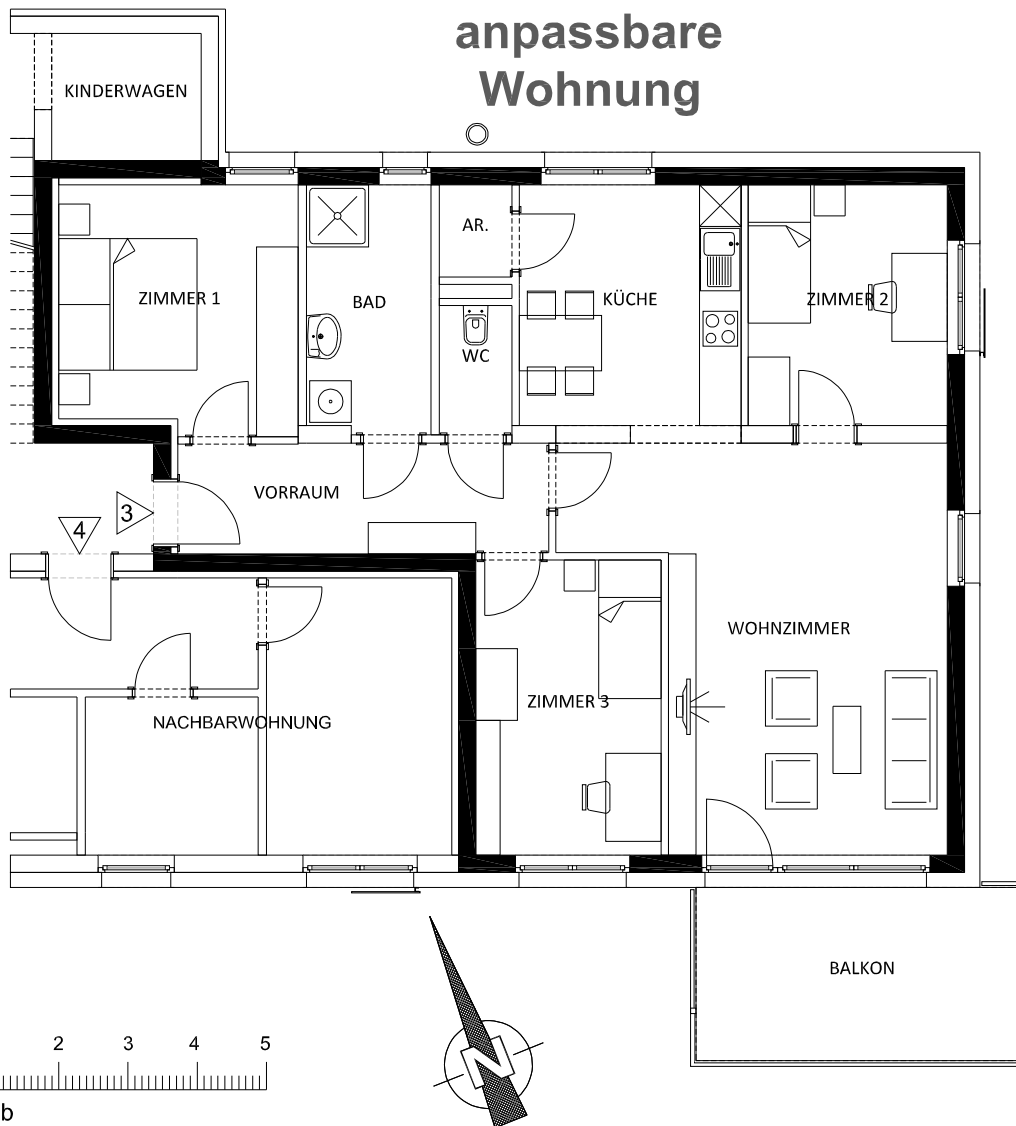 anpassbare
Wohnung
KINDERWAGEN
AR.
ZIMMER 1
BAD
KÜCHE
ZIMMER 2
WC
VORRAUM
3
4
WOHNZIMMER
ZIMMER 3
NACHBARWOHNUNG
BALKON
2 3 4 5
N
b